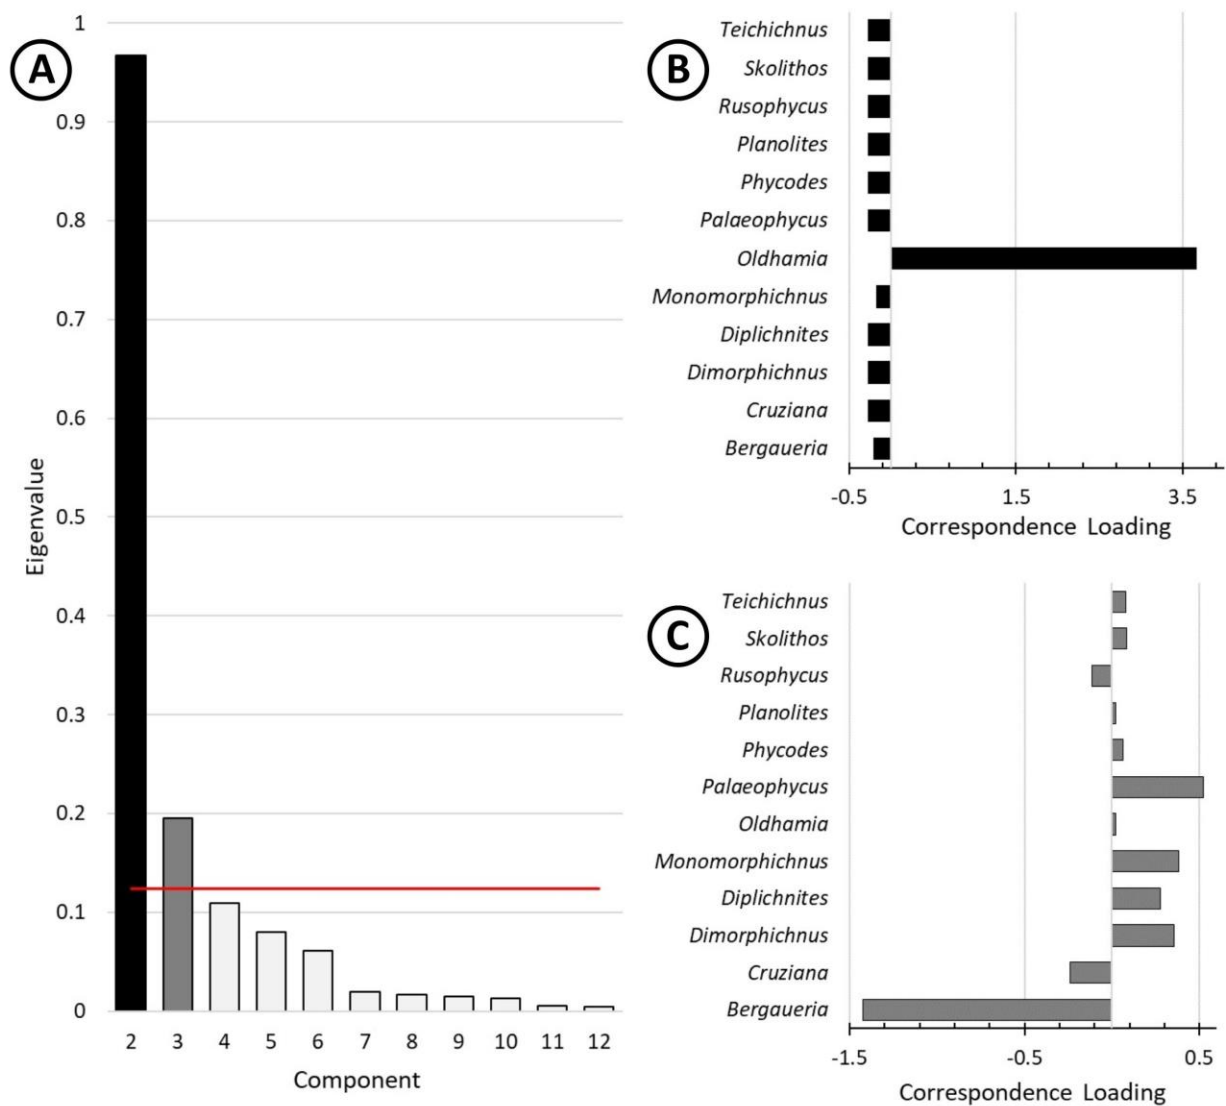 A
1
0.9
0.8
0.7
0.6
0.5
0.4
0.3
0.2
0.1
0
Eigenvalue
2 3 4 5 6 7 8 9 10 11 12
Component
B
Teichichnus
Skolithos
Rusophycus
Planolites
Phycodes
Palaeophycus
Oldhamia
Monomorphichnus
Diplichnites
Dimorphichnus
Cruziana
Bergaueria
-0.5 1.5 3.5
Correspondence Loading
C
Teichichnus
Skolithos
Rusophycus
Planolites
Phycodes
Palaeophycus
Oldhamia
Monomorphichnus
Diplichnites
Dimorphichnus
Cruziana
Bergaueria
-1.5 -0.5 0.5
Correspondence Loading